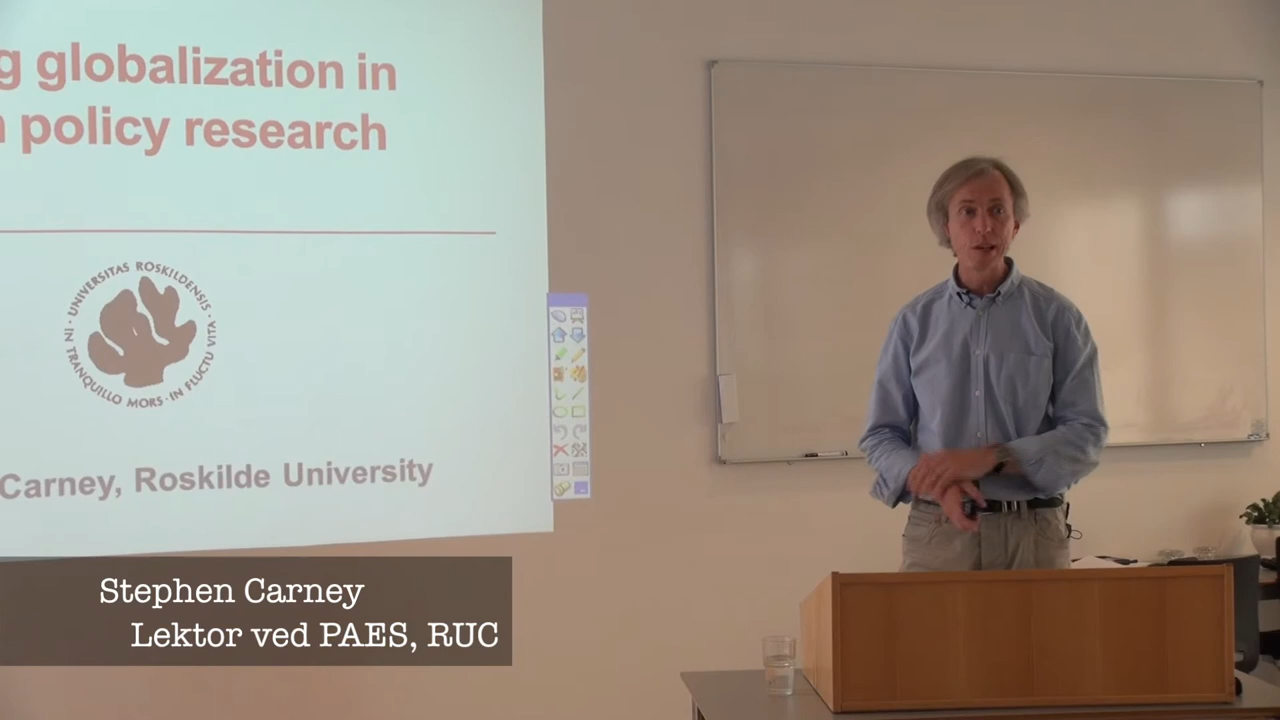 g globalization in
policy research
· UNIVERSITAS ROSKILDENSIS ·
IN TRANQUILLO MORS · IN FLUCTU VITA
Carney, Roskilde University
Stephen Carney
Lektor ved PAES, RUC